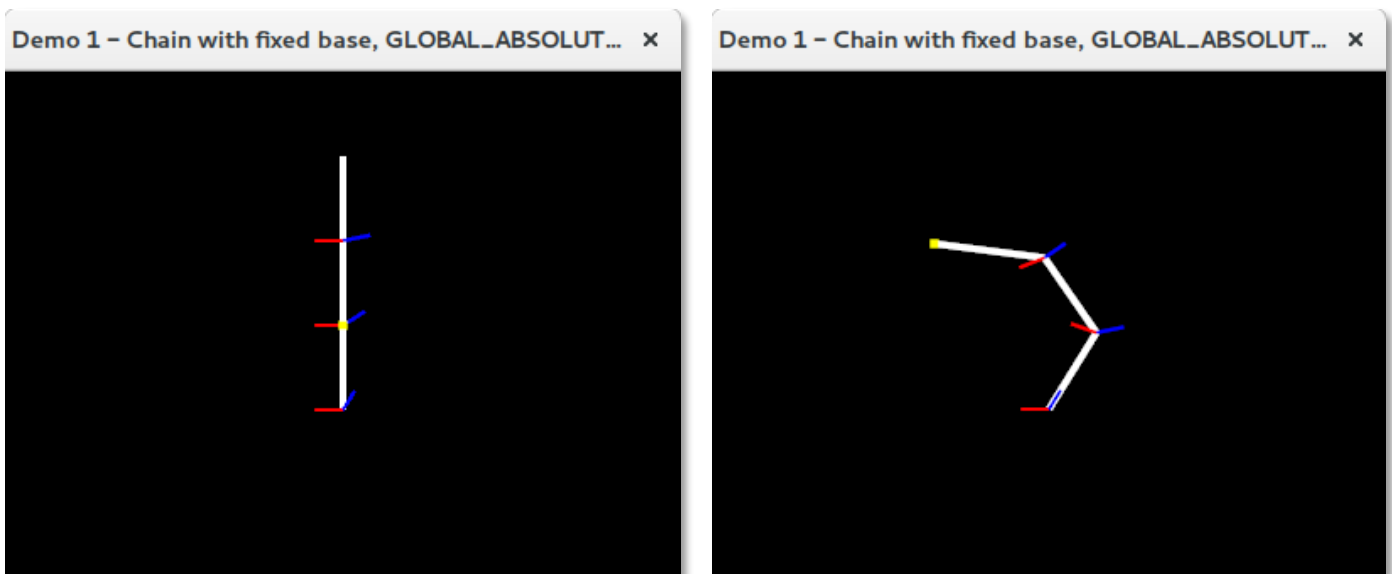 Demo 1 – Chain with fixed base, GLOBAL_ABSOLUT...
Demo 1 – Chain with fixed base, GLOBAL_ABSOLUT...